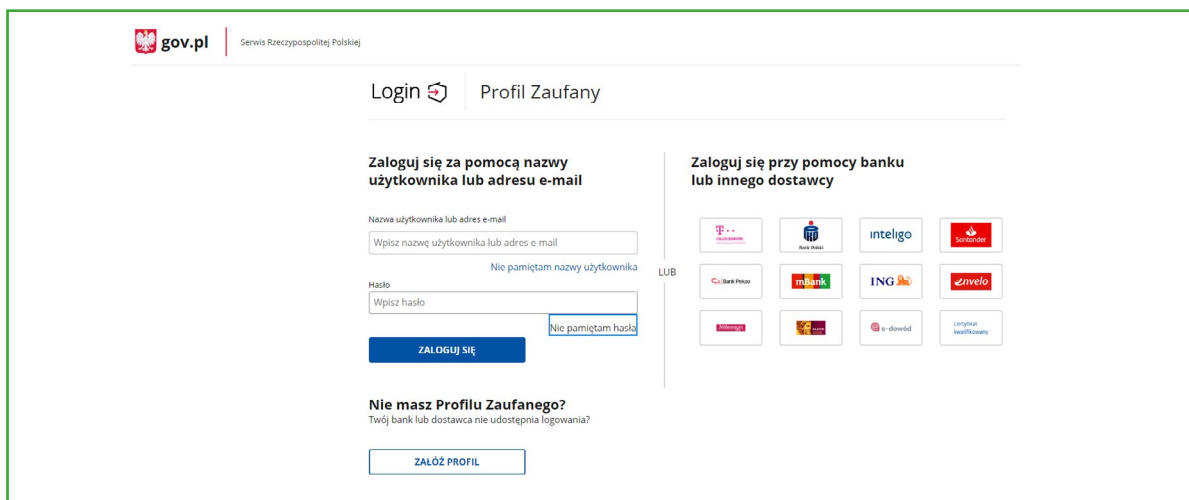 gov.pl
Serwis Rzeczypospolitej Polskiej
Login
Profil Zaufany
Zaloguj się za pomocą nazwy
użytkownika lub adresu e-mail
Nazwa użytkownika lub adres e-mail
Wpisz nazwę użytkownika lub adres e-mail
Nie pamiętam nazwy użytkownika
Hasło
Wpisz hasło
Nie pamiętam hasła
ZALOGUJ SIĘ
LUB
Zaloguj się przy pomocy banku
lub innego dostawcy
inteligo
Santander
Bank Polski
Bank Pekao
mBank
ING
envelo
Millennium
e-dowód
Certyfikat
kwalifikowany
Nie masz Profilu Zaufanego?
Twój bank lub dostawca nie udostępnia logowania?
ZAŁÓŻ PROFIL